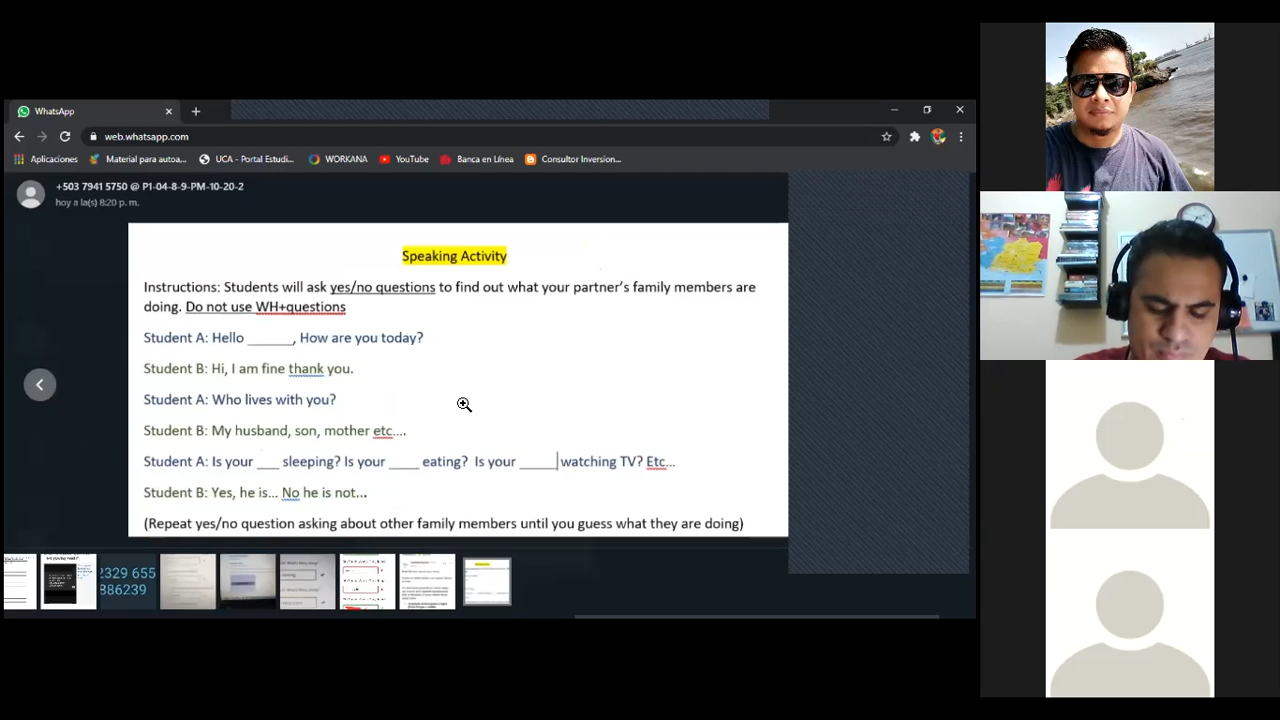 WhatsApp
web.whatsapp.com
Aplicaciones
Material para autoa...
UCA - Portal Estudi...
WORKANA
YouTube
Banca en Línea
Consultor Inversion...
+503 7941 5750 @ P1-04-8-9-PM-10-20-2
hoy a la(s) 8:20 p. m.
Speaking Activity
Instructions: Students will ask yes/no questions to find out what your partner's family members are
doing. Do not use WH+questions
Student A: Hello ______, How are you today?
Student B: Hi, I am fine thank you.
Student A: Who lives with you?
Student B: My husband, son, mother etc....
Student A: Is your ___ sleeping? Is your ____ eating? Is your _____ watching TV? Etc...
Student B: Yes, he is... No he is not...
(Repeat yes/no question asking about other family members until you guess what they are doing)
2329 655
886239